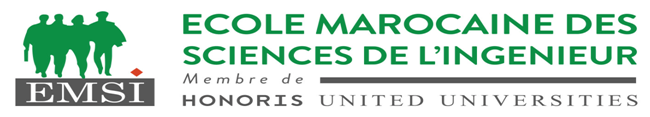 EMSI
ECOLE MAROCAINE DES
SCIENCES DE L'INGENIEUR
Membre de
HONORIS UNITED UNIVERSITIES